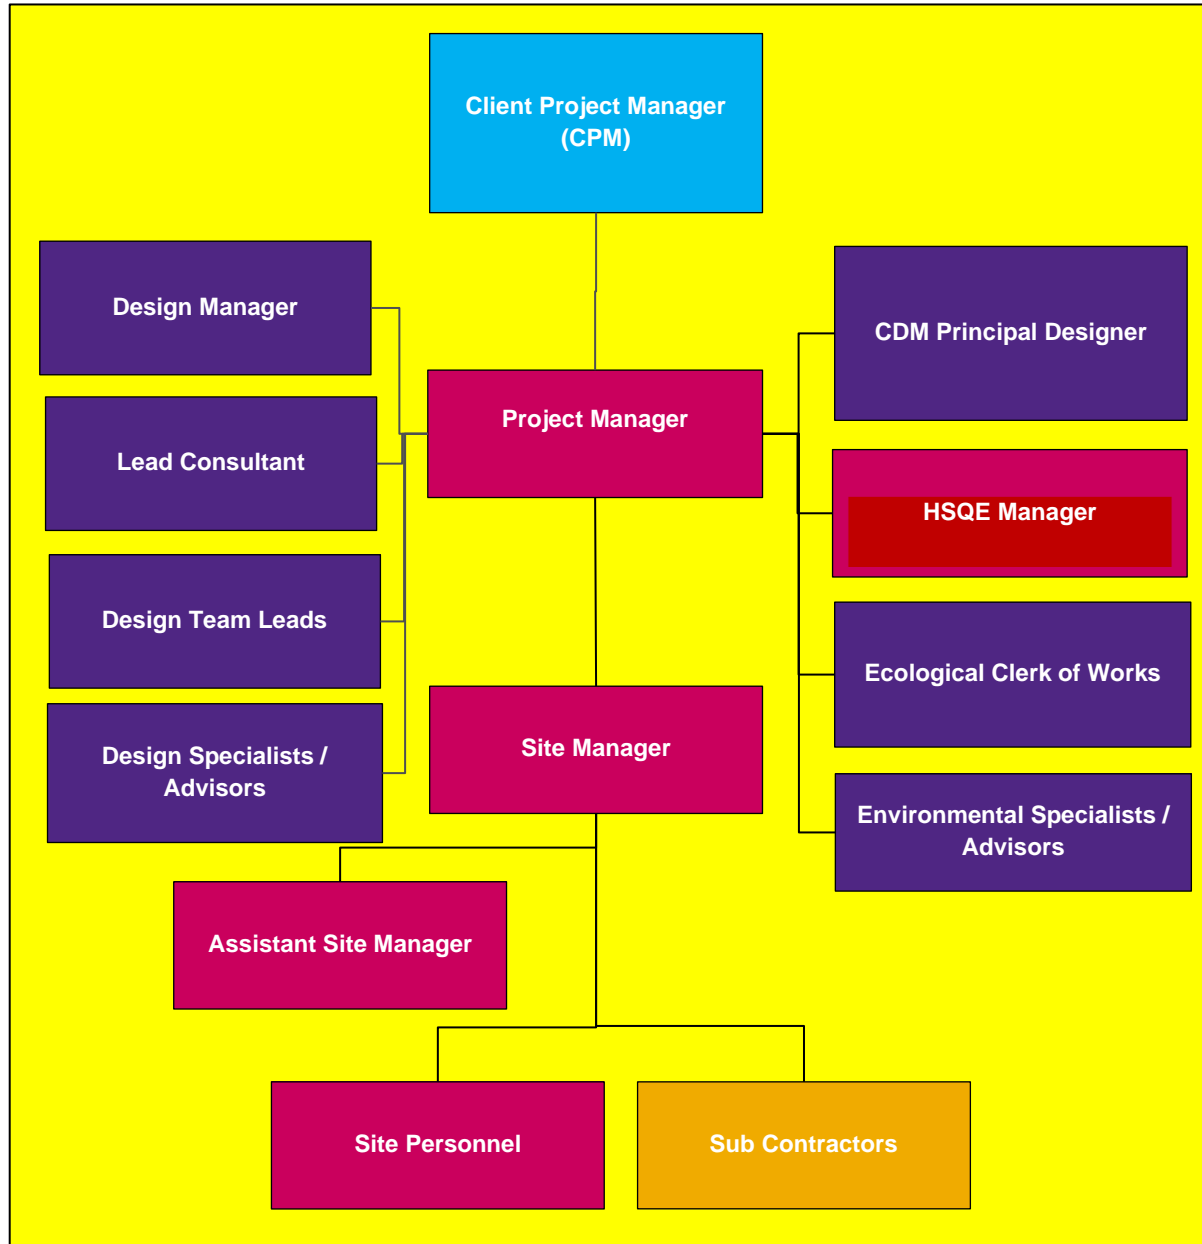 Client Project Manager
(CPM)
Design Manager
CDM Principal Designer
Project Manager
Lead Consultant
HSQE Manager
Design Team Leads
Ecological Clerk of Works
Site Manager
Design Specialists /
Advisors
Environmental Specialists /
Advisors
Assistant Site Manager
Site Personnel
Sub Contractors